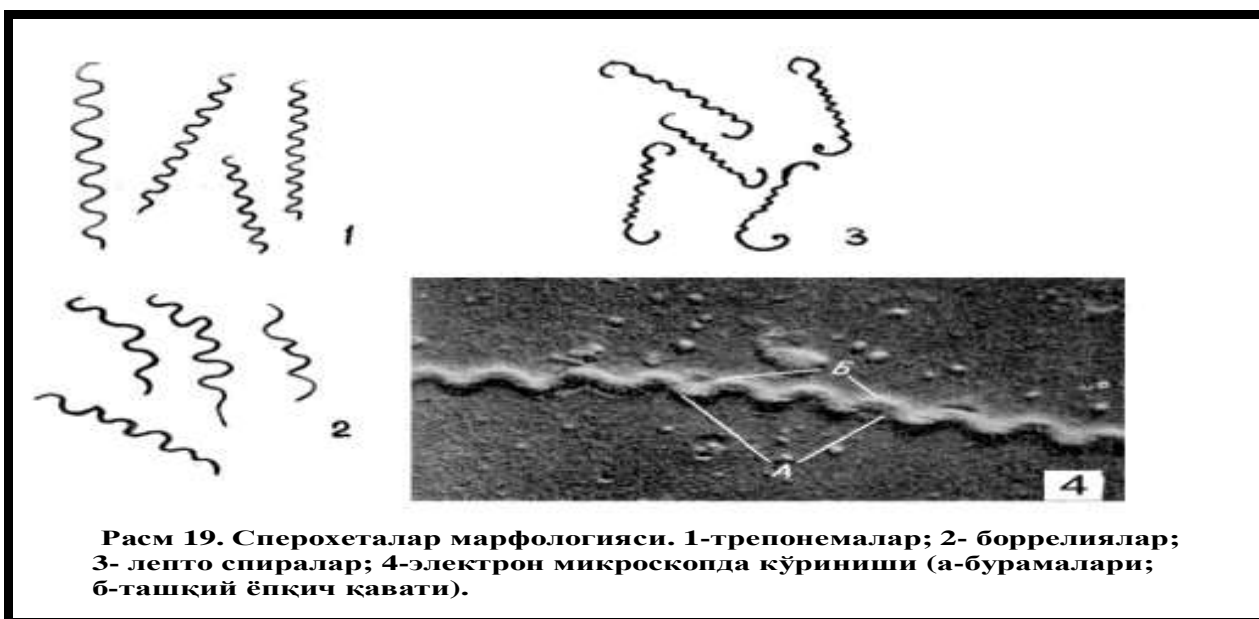 1
3
2
Б
А
4
Расм 19. Сперохеталар марфологияси. 1-трепонемалар; 2- боррелиялар;
3- лепто спиралар; 4-электрон микроскопда кўриниши (а-бурамалари;
б-ташқий ёпқич қавати).